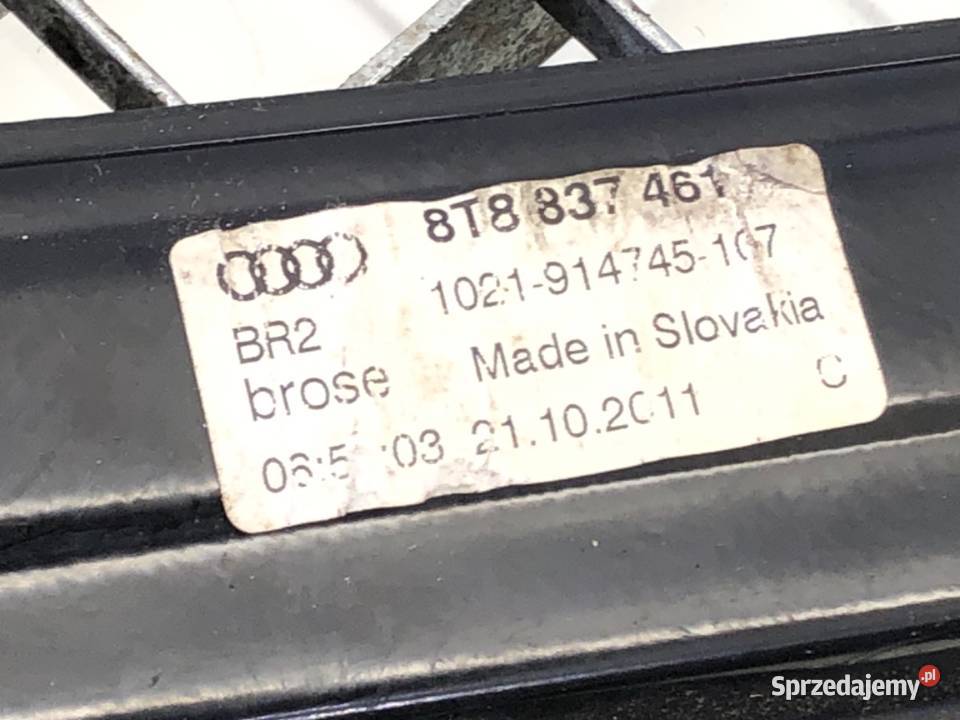 8T8 837 461
1021-914745-107
BR2
brose Made in Slovakia
21.10.2011 C
Sprzedajemy.pl